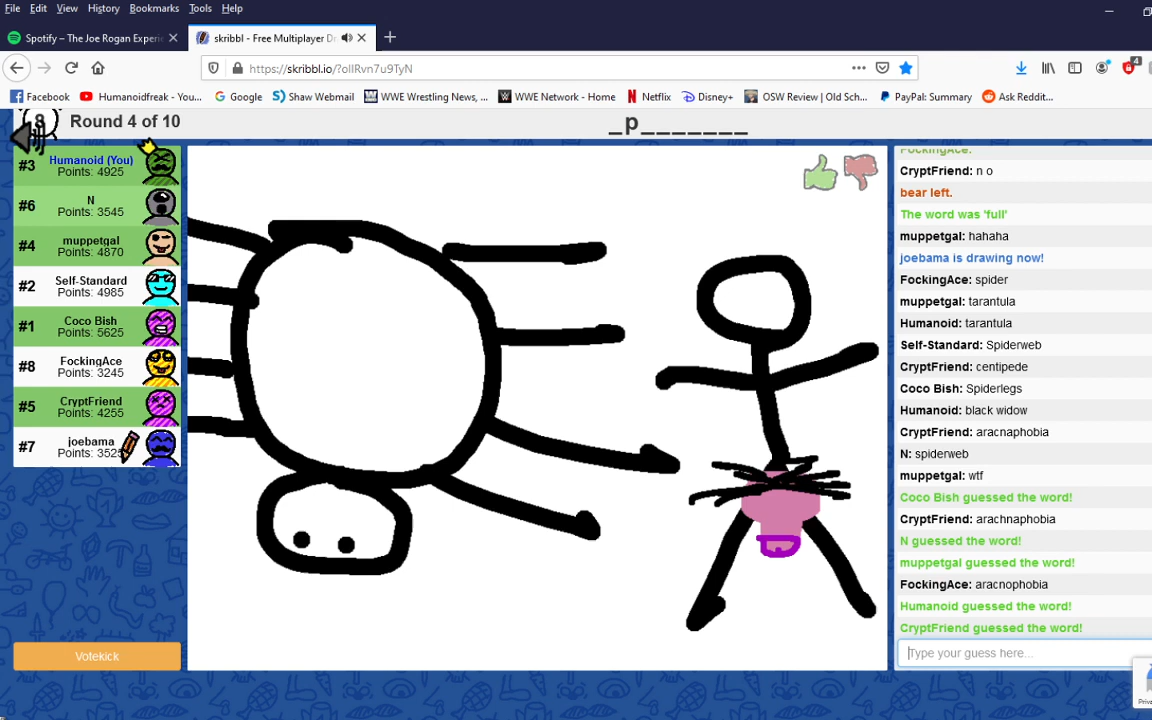 File Edit View History Bookmarks Tools Help
Spotify – The Joe Rogan Experie
skribbl - Free Multiplayer Dr
https://skribbl.io/?olIRvn7u9TyN
4
Facebook Humanoidfreak - You... Google Shaw Webmail WWE Wrestling News, ... WWE Network - Home Netflix Disney+ OSW Review | Old Sch... PayPal: Summary Ask Reddit...
8 Round 4 of 10 _p_______
#3 Humanoid (You)
Points: 4925
#6 N
Points: 3545
#4 muppetgal
Points: 4870
#2 Self-Standard
Points: 4985
#1 Coco Bish
Points: 5625
#8 FockingAce
Points: 3245
#5 CryptFriend
Points: 4255
#7 joebama
Points: 3525
Votekick
FockingAce:
CryptFriend: n o
bear left.
The word was 'full'
muppetgal: hahaha
joebama is drawing now!
FockingAce: spider
muppetgal: tarantula
Humanoid: tarantula
Self-Standard: Spiderweb
CryptFriend: centipede
Coco Bish: Spiderlegs
Humanoid: black widow
CryptFriend: aracnaphobia
N: spiderweb
muppetgal: wtf
Coco Bish guessed the word!
CryptFriend: arachnaphobia
N guessed the word!
muppetgal guessed the word!
FockingAce: aracnophobia
Humanoid guessed the word!
CryptFriend guessed the word!
Type your guess here...
Priva